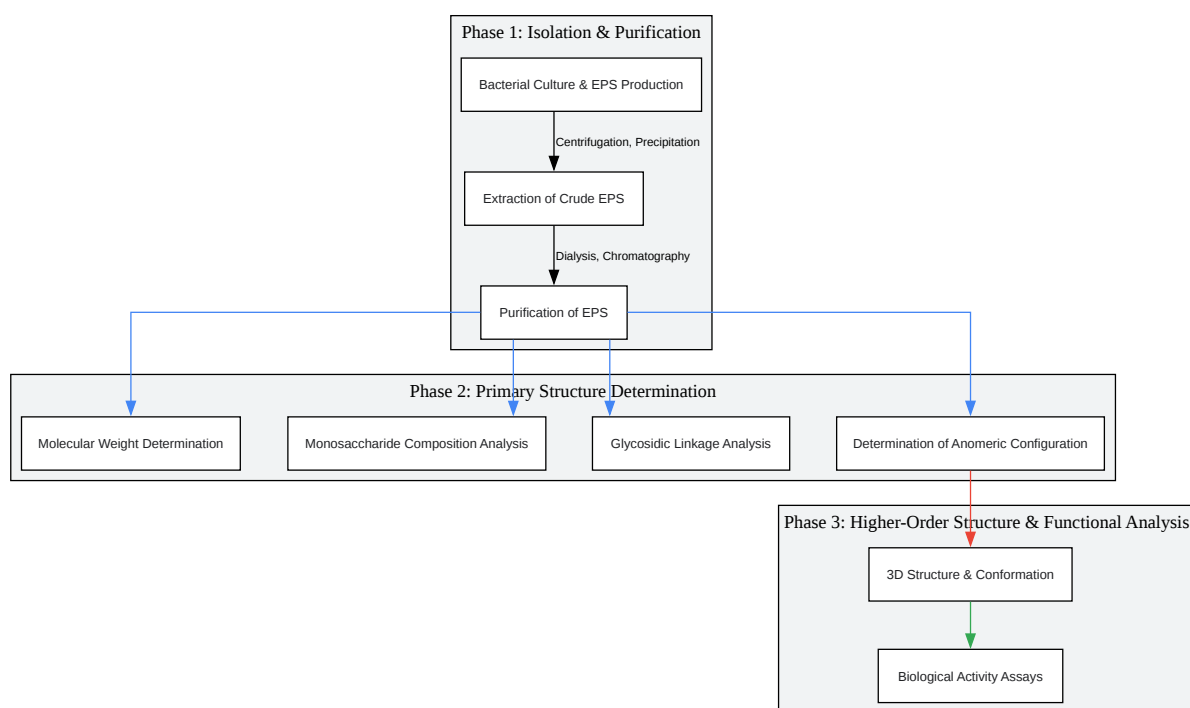 Phase 1: Isolation & Purification
Bacterial Culture & EPS Production
Centrifugation, Precipitation
Extraction of Crude EPS
Dialysis, Chromatography
Purification of EPS
Phase 2: Primary Structure Determination
Molecular Weight Determination
Monosaccharide Composition Analysis
Glycosidic Linkage Analysis
Determination of Anomeric Configuration
Phase 3: Higher-Order Structure & Functional Analysis
3D Structure & Conformation
Biological Activity Assays